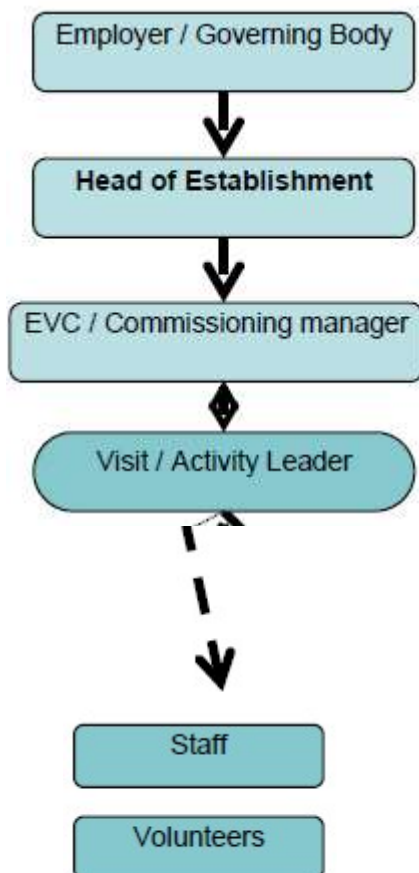 Employer / Governing Body
Head of Establishment
EVC / Commissioning manager
Visit / Activity Leader
Staff
Volunteers